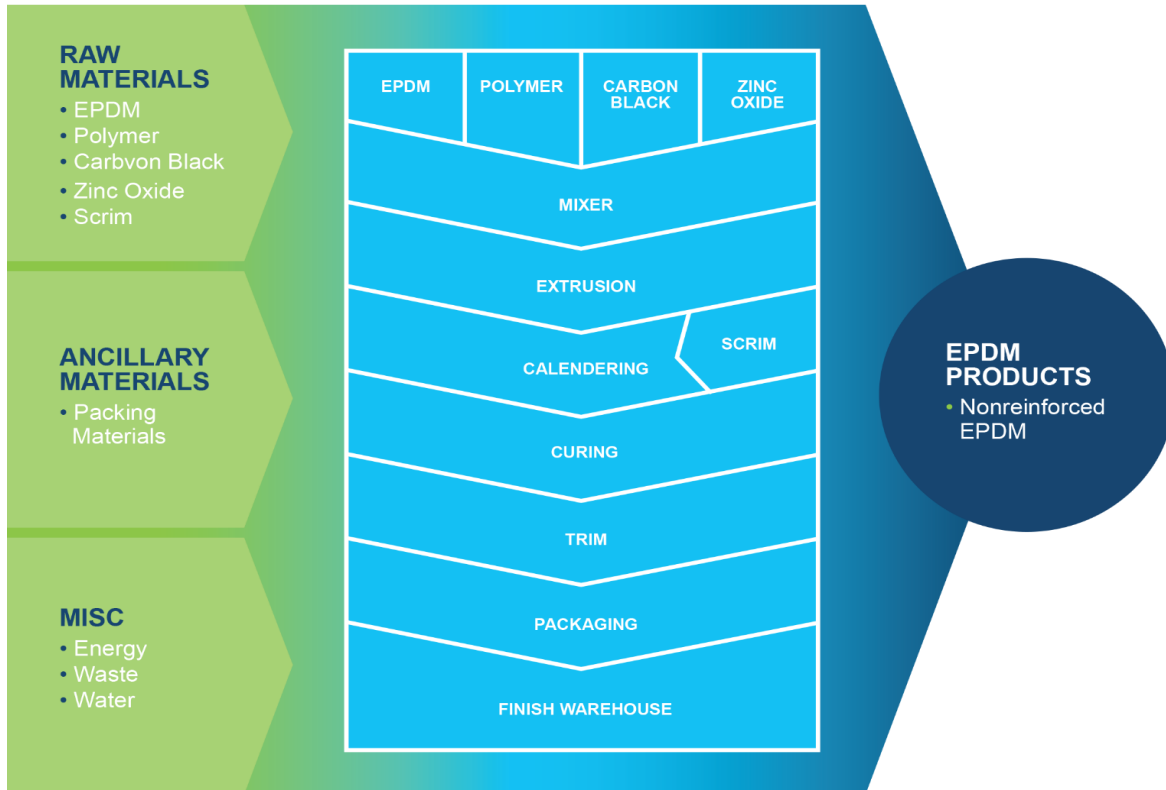 RAW
MATERIALS
• EPDM
• Polymer
• Carbvon Black
• Zinc Oxide
• Scrim
ANCILLARY
MATERIALS
• Packing
Materials
MISC
• Energy
• Waste
• Water
EPDM
POLYMER
CARBON
BLACK
ZINC
OXIDE
MIXER
EXTRUSION
CALENDERING
SCRIM
CURING
TRIM
PACKAGING
FINISH WAREHOUSE
EPDM
PRODUCTS
• Nonreinforced
EPDM